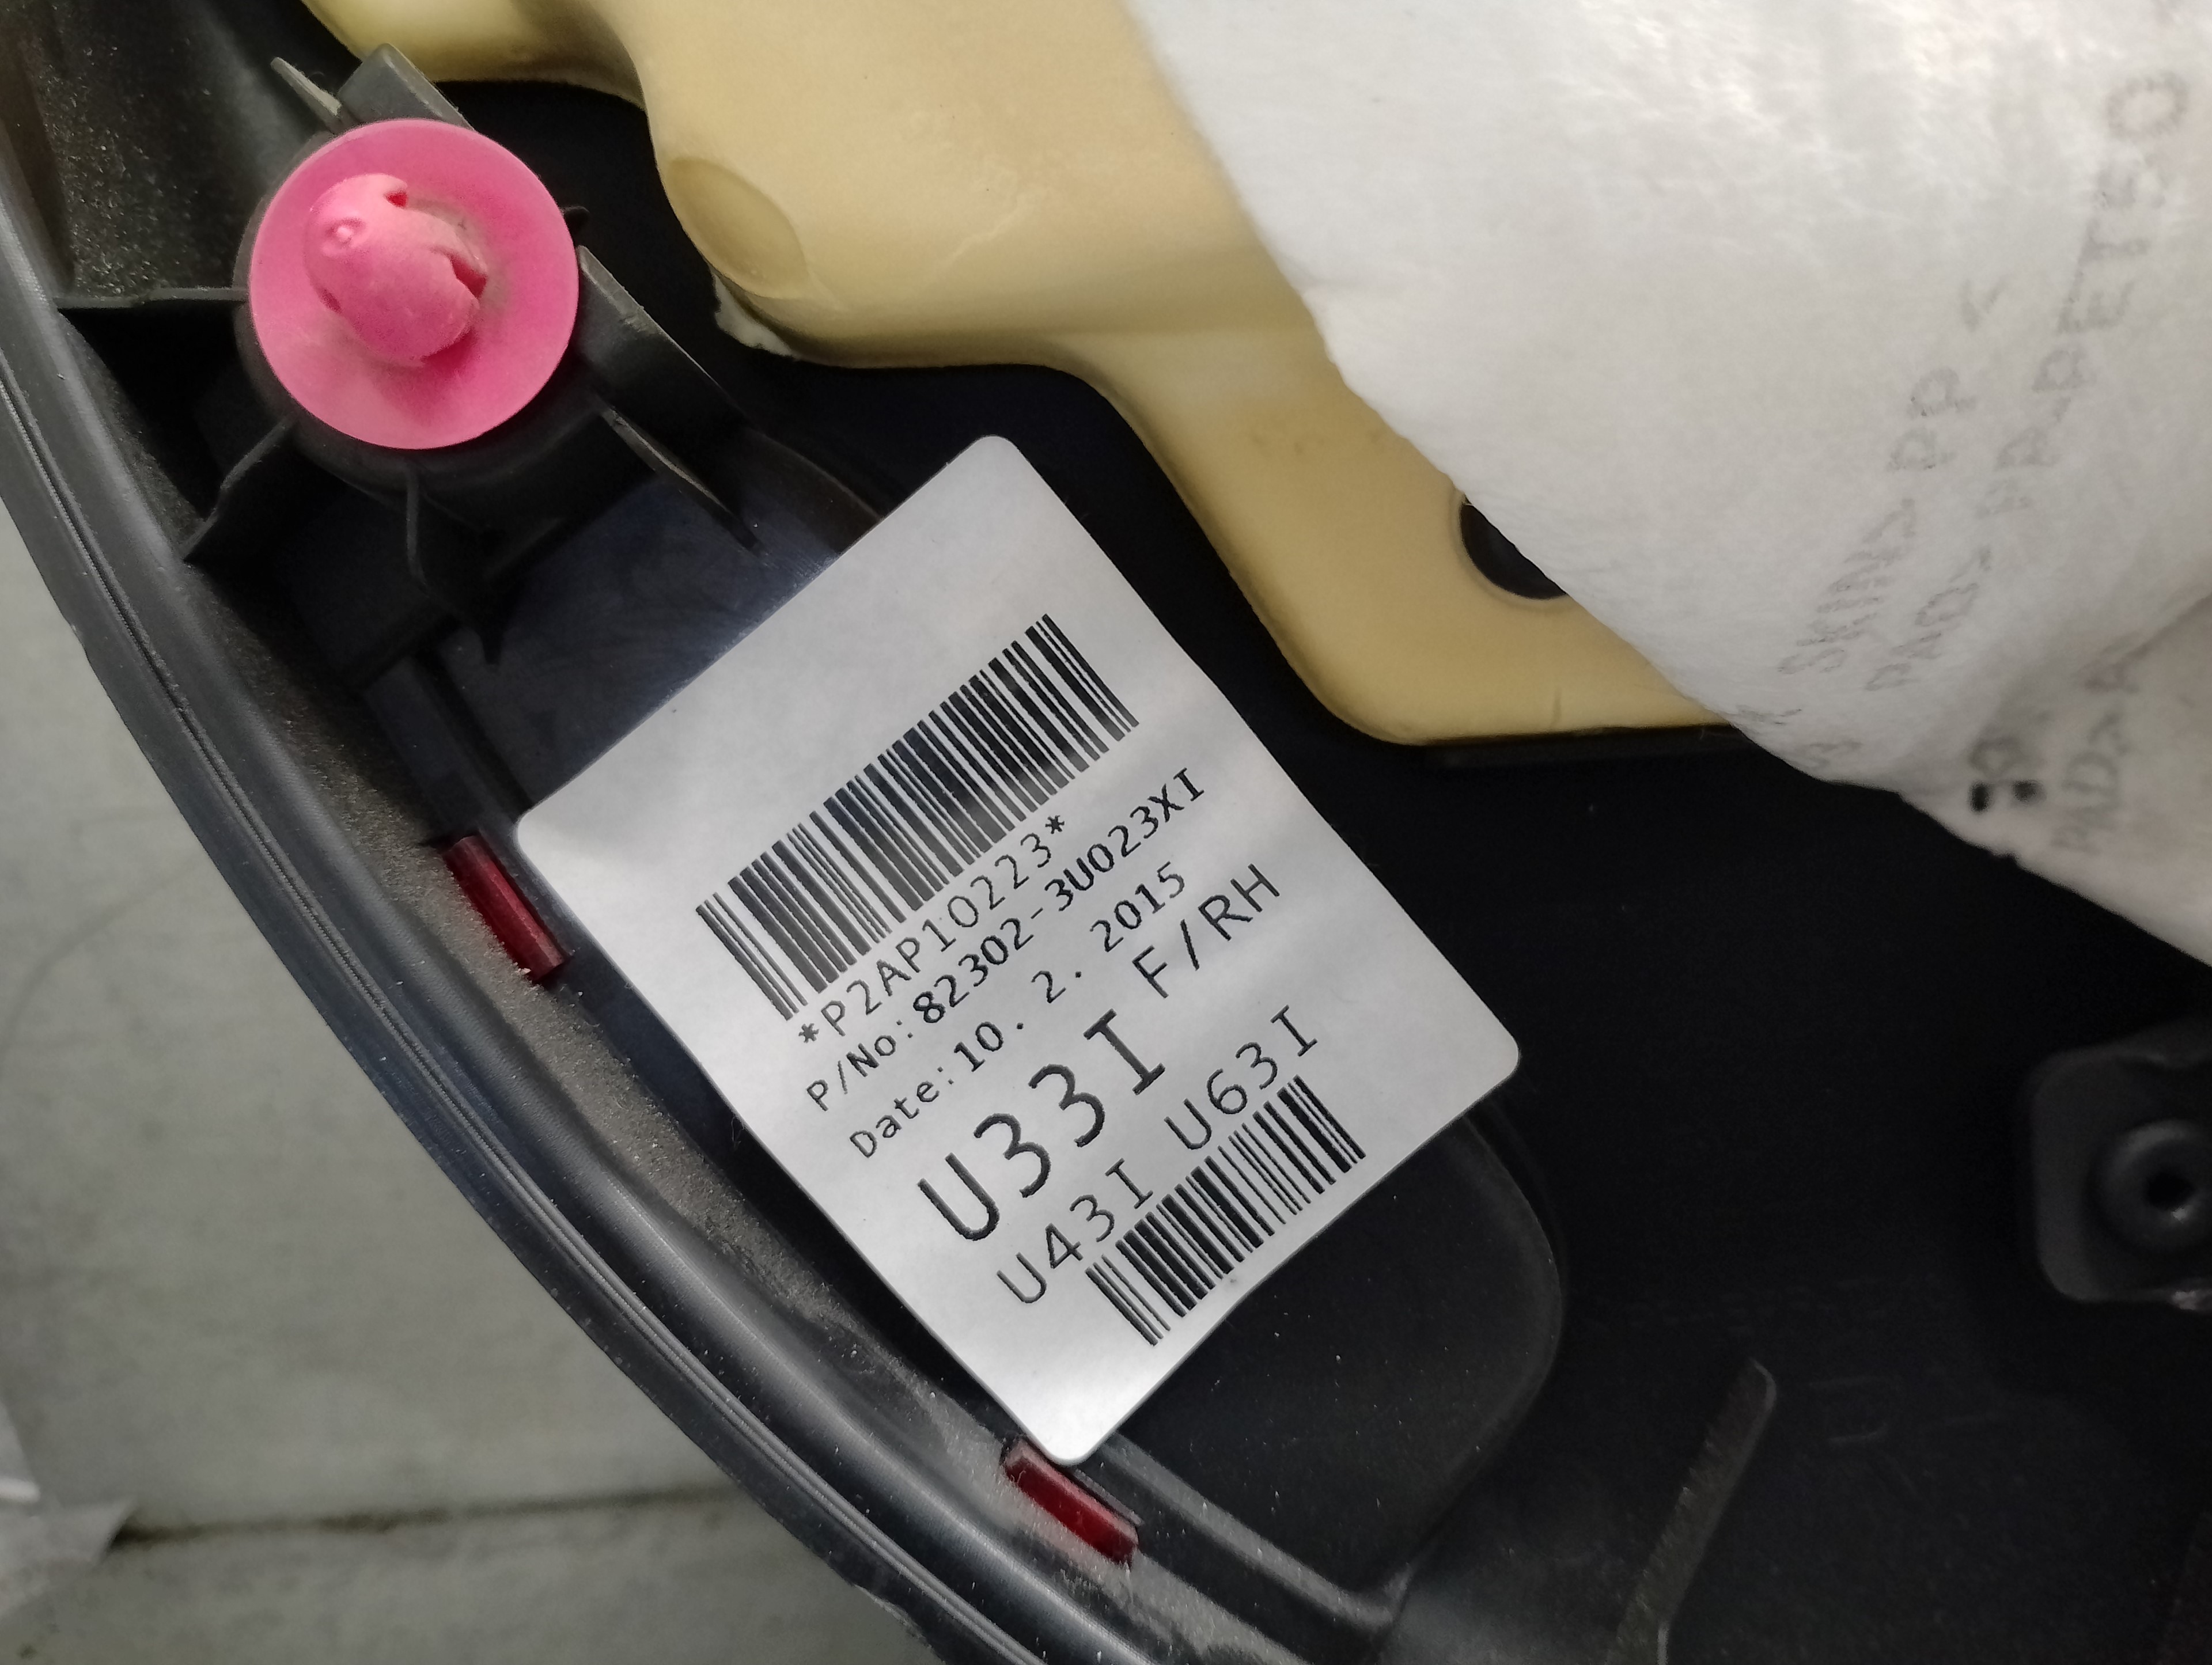 *P2AP10223*
P/No:82302-3U023XI
Date:10. 2. 2015
U33I F/RH
U43I U63I